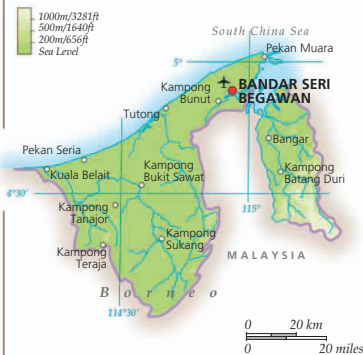 1000m/3281ft
500m/1640ft
200m/656ft
Sea Level
South China Sea
Pekan Muara
5°
Kampong
Bunut
BANDAR SERI
BEGAWAN
Tutong
Bangar
Pekan Seria
Kuala Belait
Kampong
Bukit Sawat
Kampong
Batang Duri
4°30'
115°
Kampong
Tanajor
Kampong
Sukang
Kampong
Teraja
MALAYSIA
Borneo
114°30'
0 20 km
0 20 miles